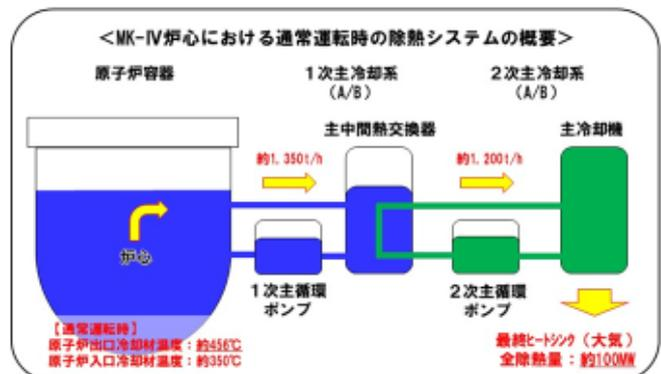 ＜MK-Ⅳ炉心における通常運転時の除熱システムの概要＞
原子炉容器
１次主冷却系
（A/B）
２次主冷却系
（A/B）
主中間熱交換器
主冷却機
約1,350t/h
約1,200t/h
炉心
１次主循環
ポンプ
２次主循環
ポンプ
【通常運転時】
原子炉出口冷却材温度：約456℃
原子炉入口冷却材温度：約350℃
最終ヒートシンク（大気）
全除熱量：約100MW